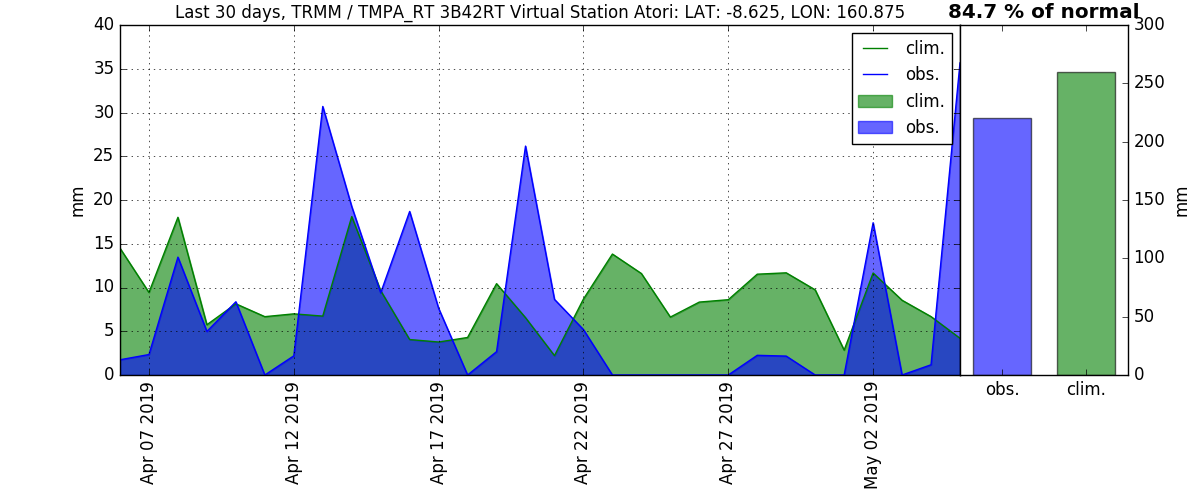 Last 30 days, TRMM / TMPA_RT 3B42RT Virtual Station Atori: LAT: -8.625, LON: 160.875
84.7 % of normal
40
35
30
25
20
15
10
5
0
mm
clim.
obs.
clim.
obs.
Apr 07 2019
Apr 12 2019
Apr 17 2019
Apr 22 2019
Apr 27 2019
May 02 2019
300
250
200
150
100
50
0
mm
obs.
clim.